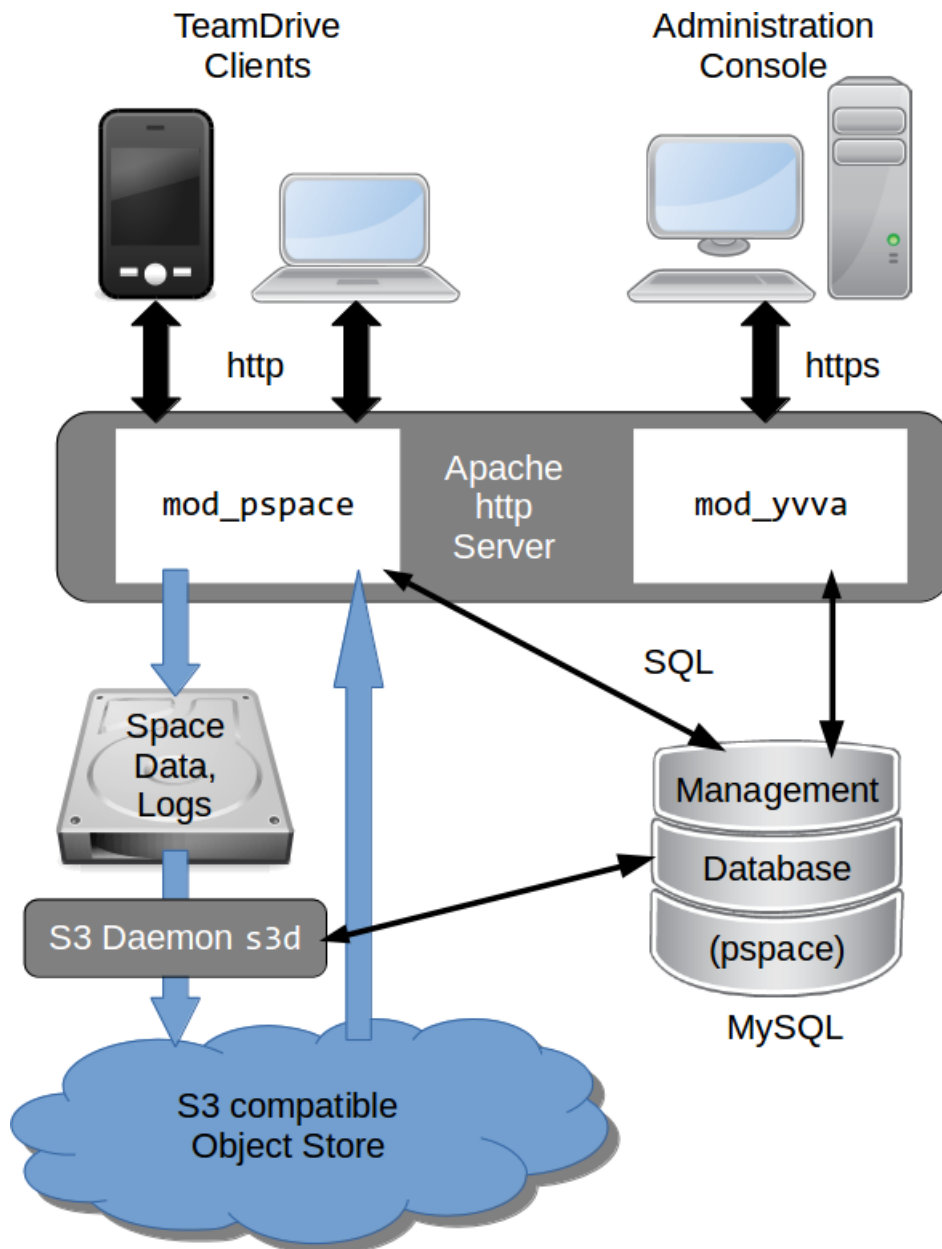 TeamDrive
Clients
Administration
Console
http
https
mod_pspace
Apache
http
Server
mod_yvva
SQL
Space
Data,
Logs
Management
Database
(pspace)
S3 Daemon s3d
MySQL
S3 compatible
Object Store